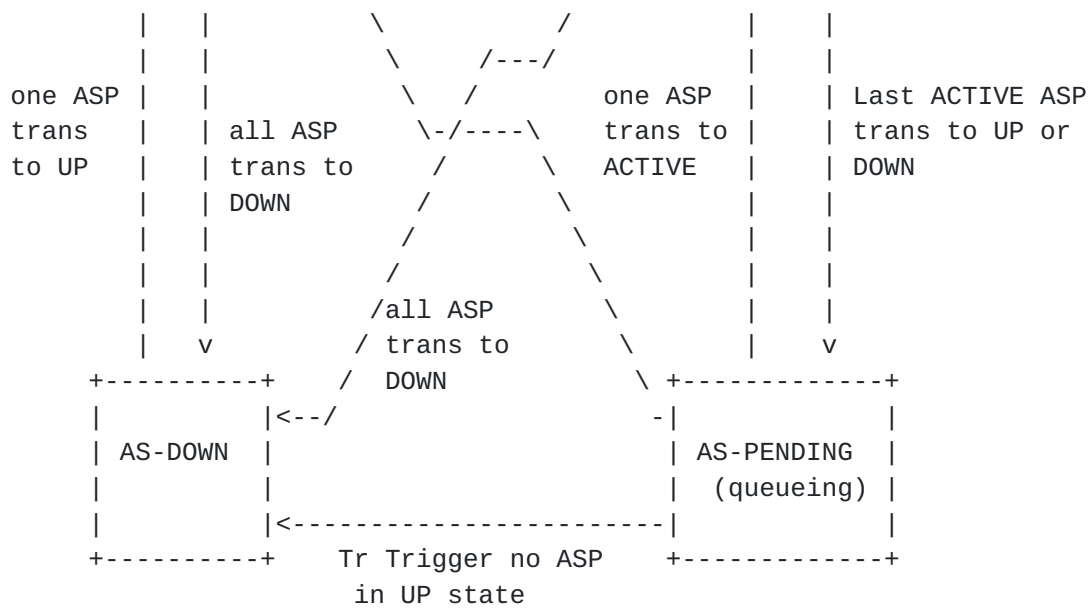 one ASP one ASP Last ACTIVE ASP
trans all ASP trans to trans to UP or
to UP trans to ACTIVE DOWN
DOWN
all ASP
trans to
DOWN
AS-DOWN AS-PENDING
(queueing)
Tr Trigger no ASP
in UP state